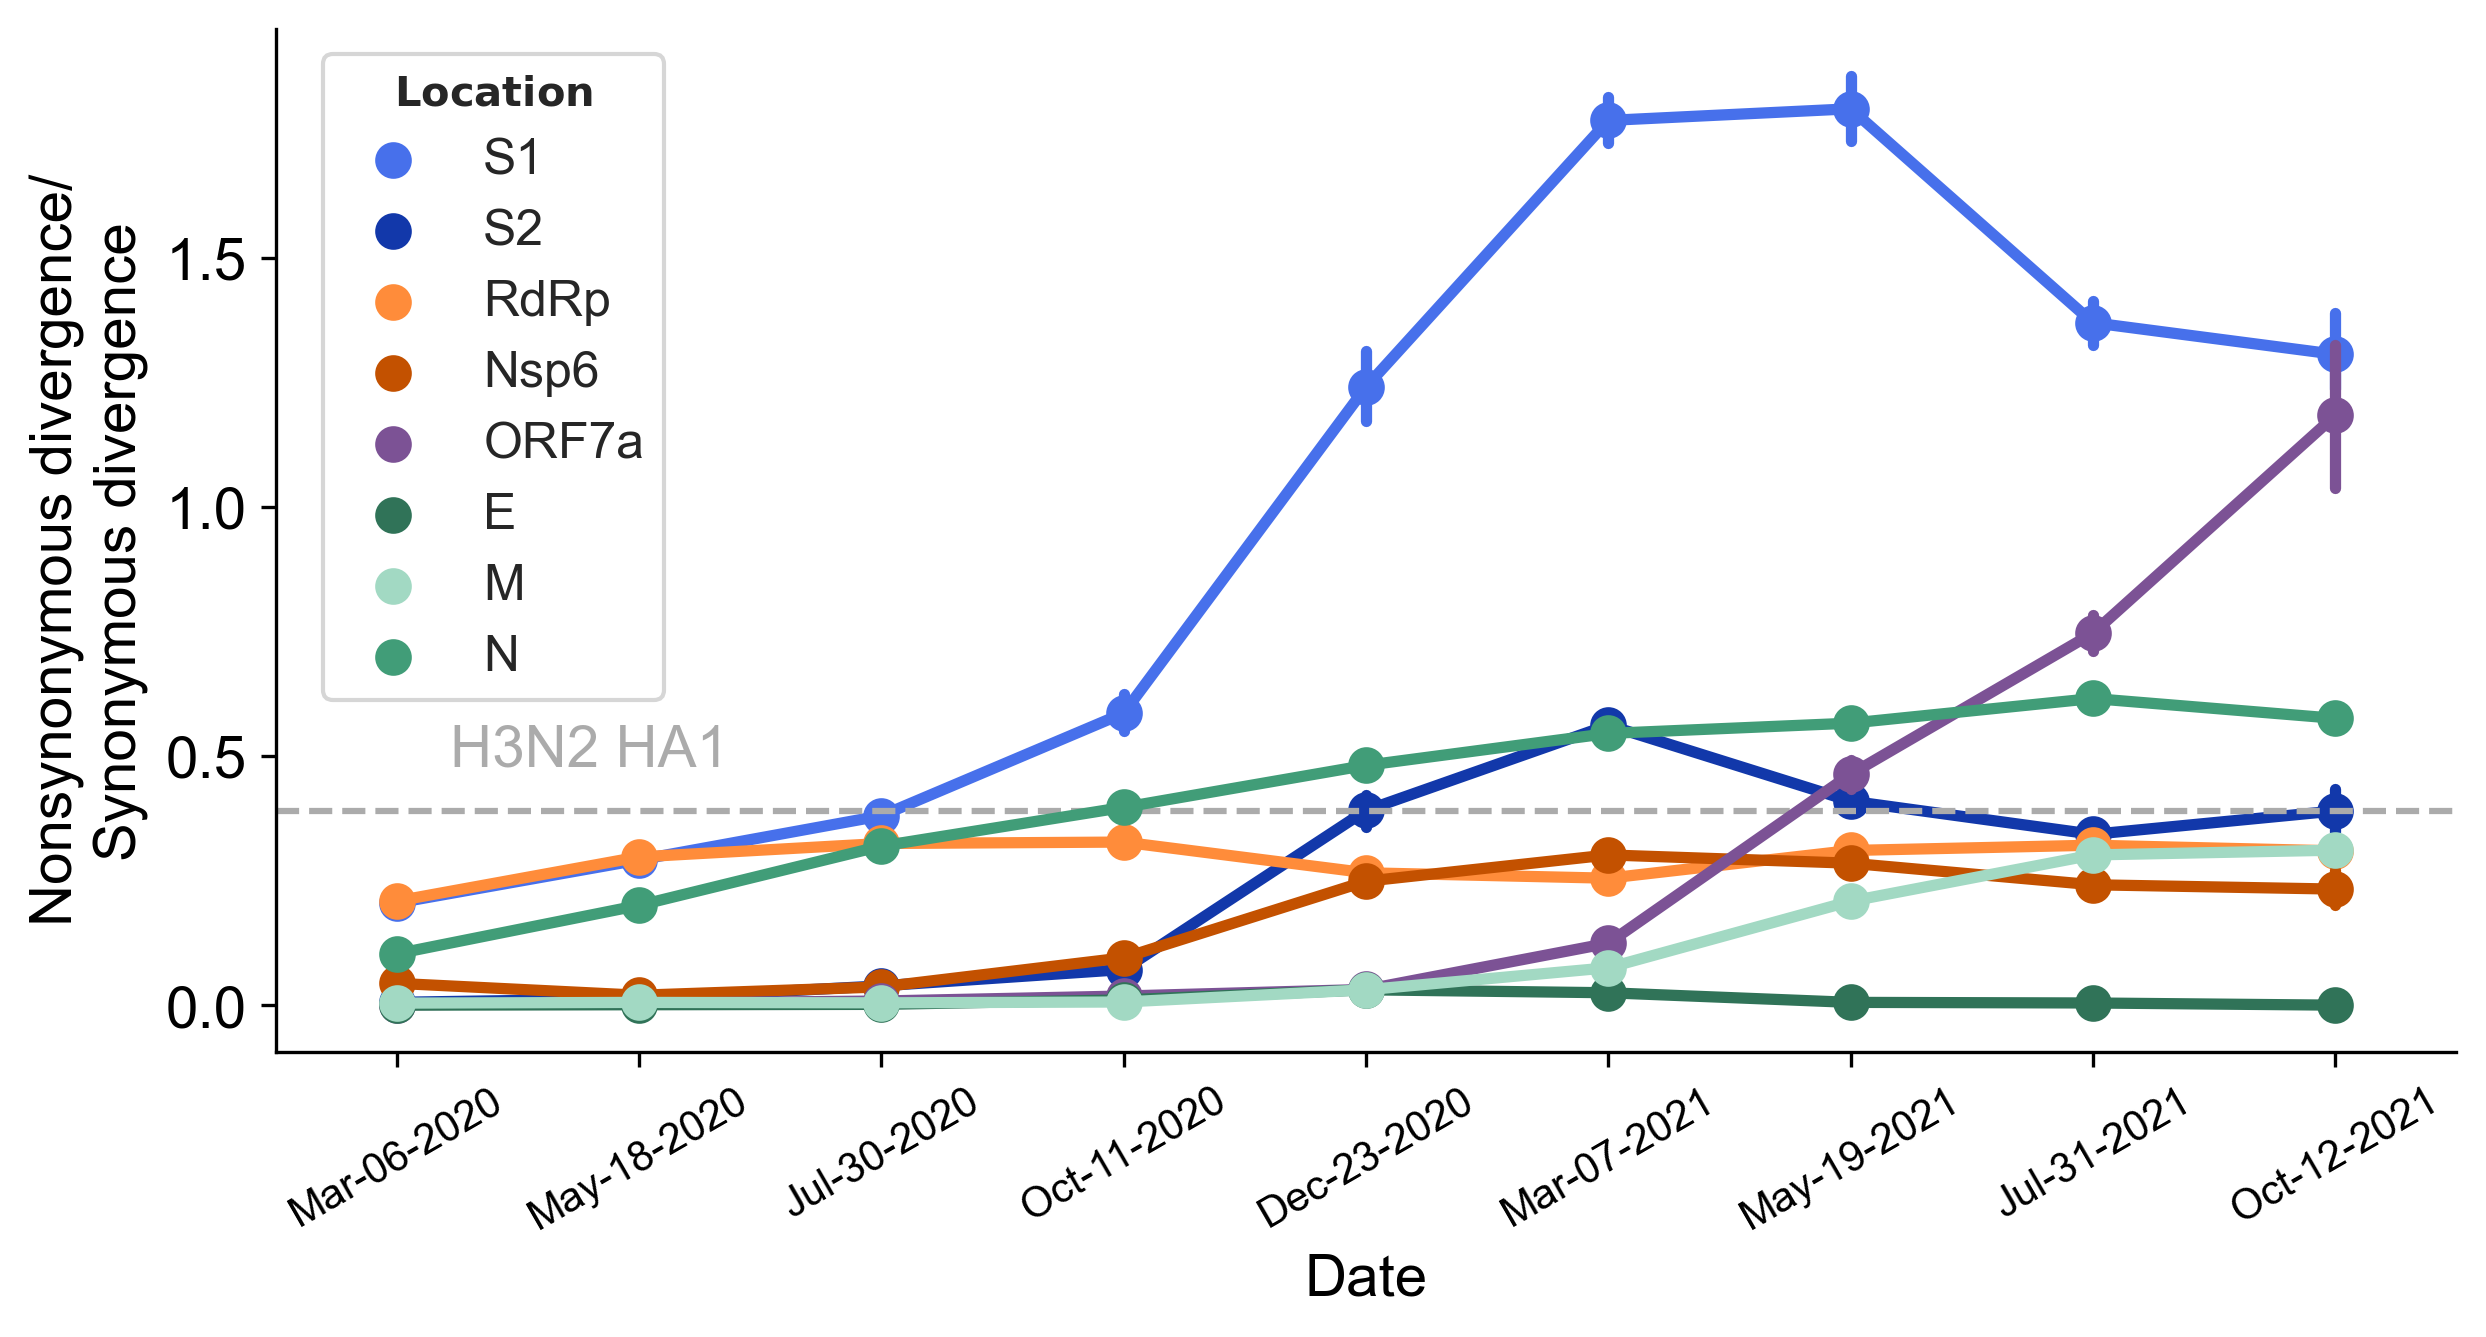 Nonsynonymous divergence/
Synonymous divergence
1.5
1.0
0.5
0.0
Location
S1
S2
RdRp
Nsp6
ORF7a
E
M
N
H3N2 HA1
Mar-06-2020
May-18-2020
Jul-30-2020
Oct-11-2020
Dec-23-2020
Mar-07-2021
May-19-2021
Jul-31-2021
Oct-12-2021
Date